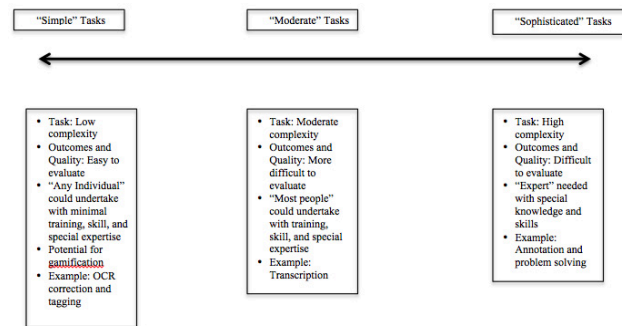 “Simple” Tasks
“Moderate” Tasks
“Sophisticated” Tasks
• Task: Low
complexity
• Outcomes and
Quality: Easy to
evaluate
• “Any Individual”
could undertake
with minimal
training, skill, and
special expertise
• Potential for
gamification
• Example: OCR
correction and
tagging
• Task: Moderate
complexity
• Outcomes and
Quality: More
difficult to
evaluate
• “Most people”
could undertake
with training,
skill, and special
expertise
• Example:
Transcription
• Task: High
complexity
• Outcomes and
Quality: Difficult to
evaluate
• “Expert” needed
with special
knowledge and
skills
• Example:
Annotation and
problem solving